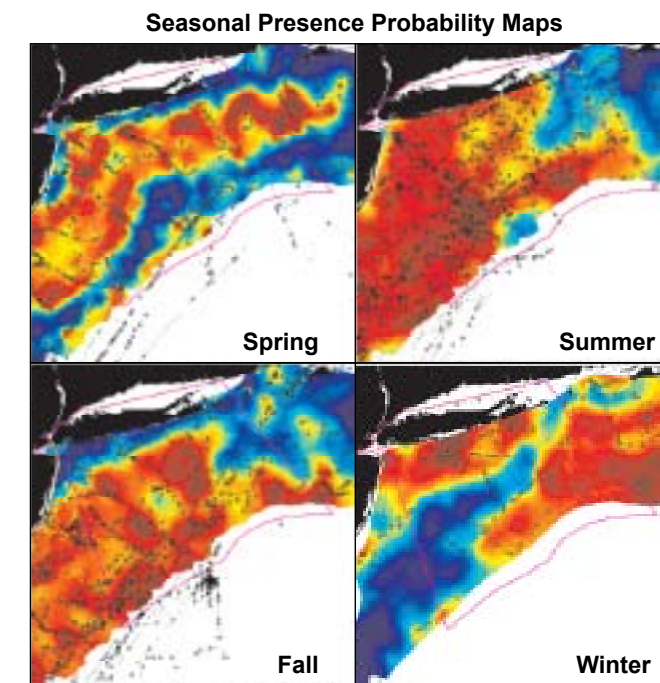 Seasonal Presence Probability Maps
Spring
Summer
Fall
Winter